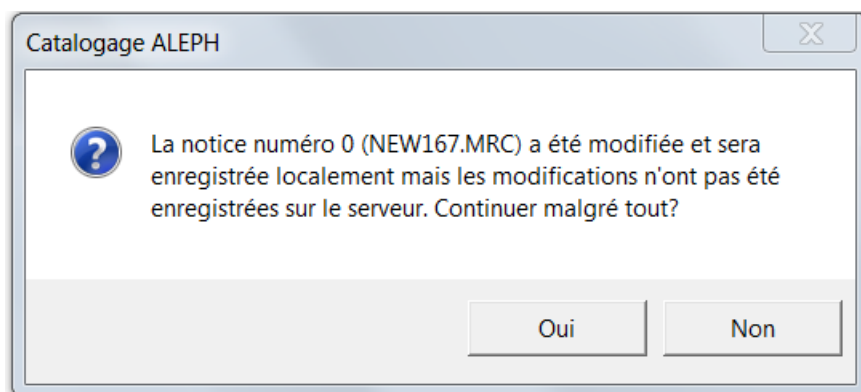 Catalogage ALEPH
La notice numéro 0 (NEW167.MRC) a été modifiée et sera
enregistrée localement mais les modifications n'ont pas été
enregistrées sur le serveur. Continuer malgré tout?
Oui
Non